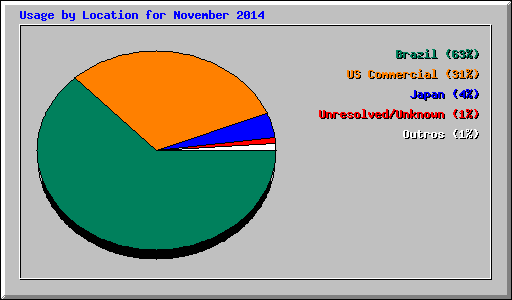 Usage by Location for November 2014
Brazil (63%)
US Commercial (31%)
Japan (4%)
Unresolved/Unknown (1%)
Outros (1%)